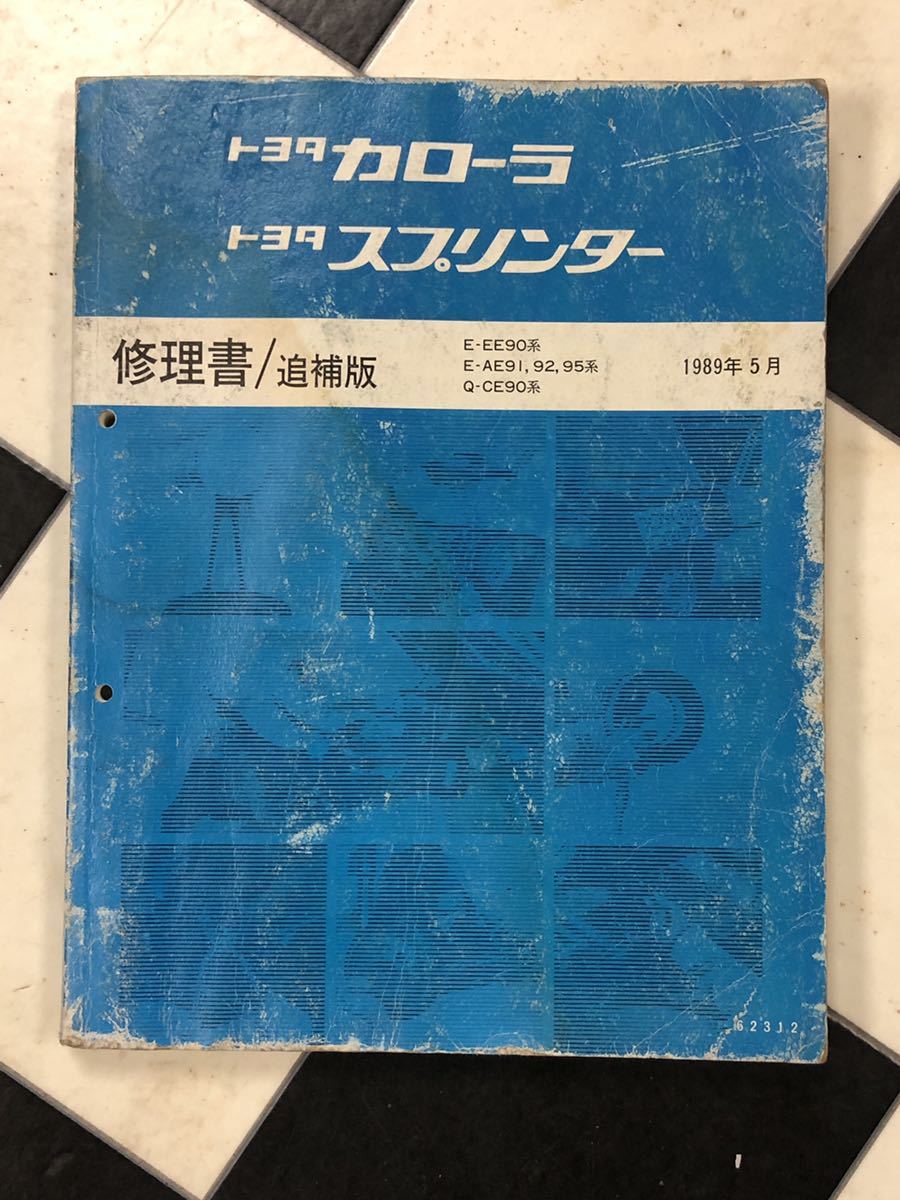 トヨタ カローラ
トヨタ スプリンター
修理書/追補版
E-EE90系
E-AE91, 92, 95系
Q-CE90系
1989年 5月
623J2